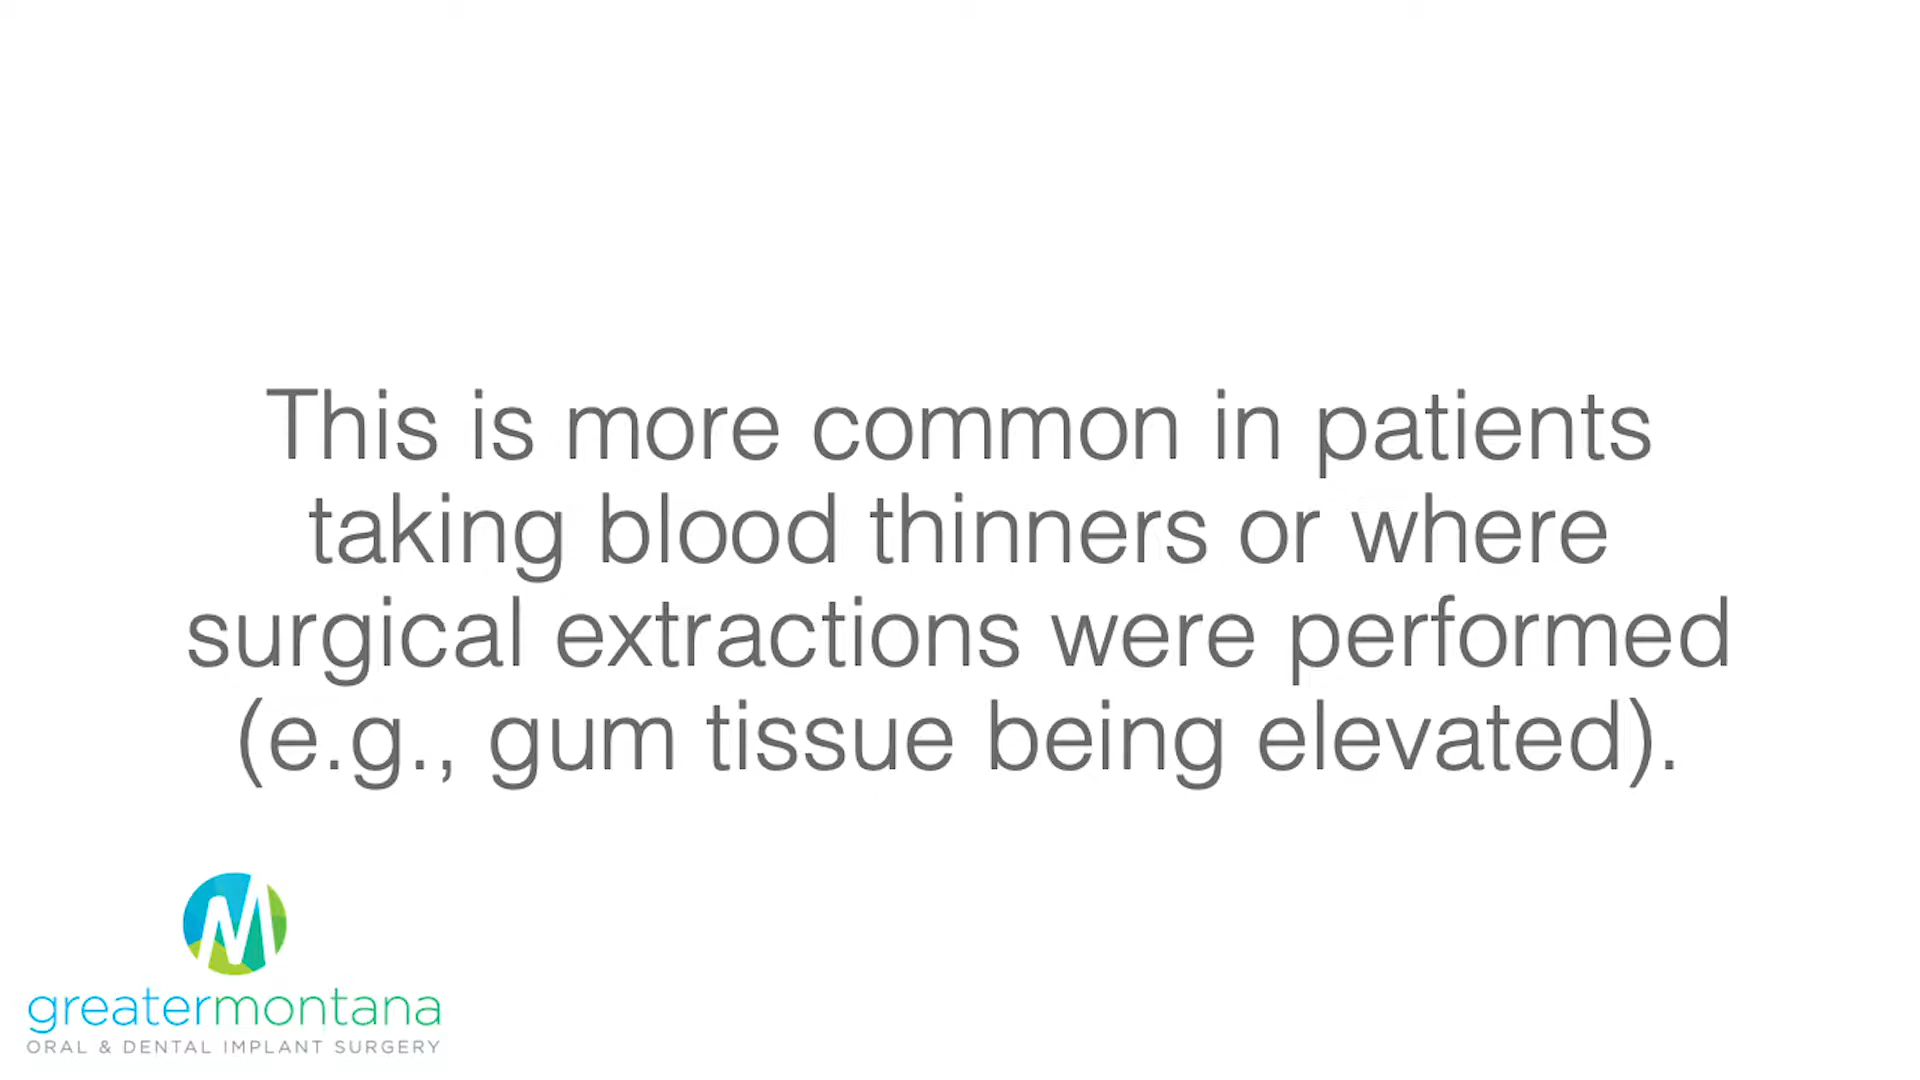 This is more common in patients
taking blood thinners or where
surgical extractions were performed
(e.g., gum tissue being elevated).
M
greatermontana
ORAL & DENTAL IMPLANT SURGERY